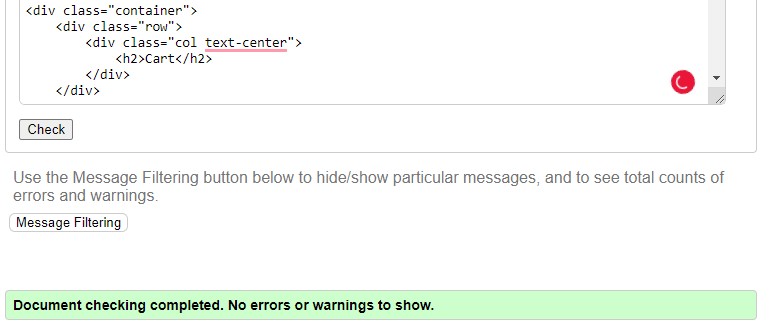 <div class="container">
    <div class="row">
        <div class="col text-center">
            <h2>Cart</h2>
        </div>
    </div>
Check
Use the Message Filtering button below to hide/show particular messages, and to see total counts of
errors and warnings.
Message Filtering
Document checking completed. No errors or warnings to show.